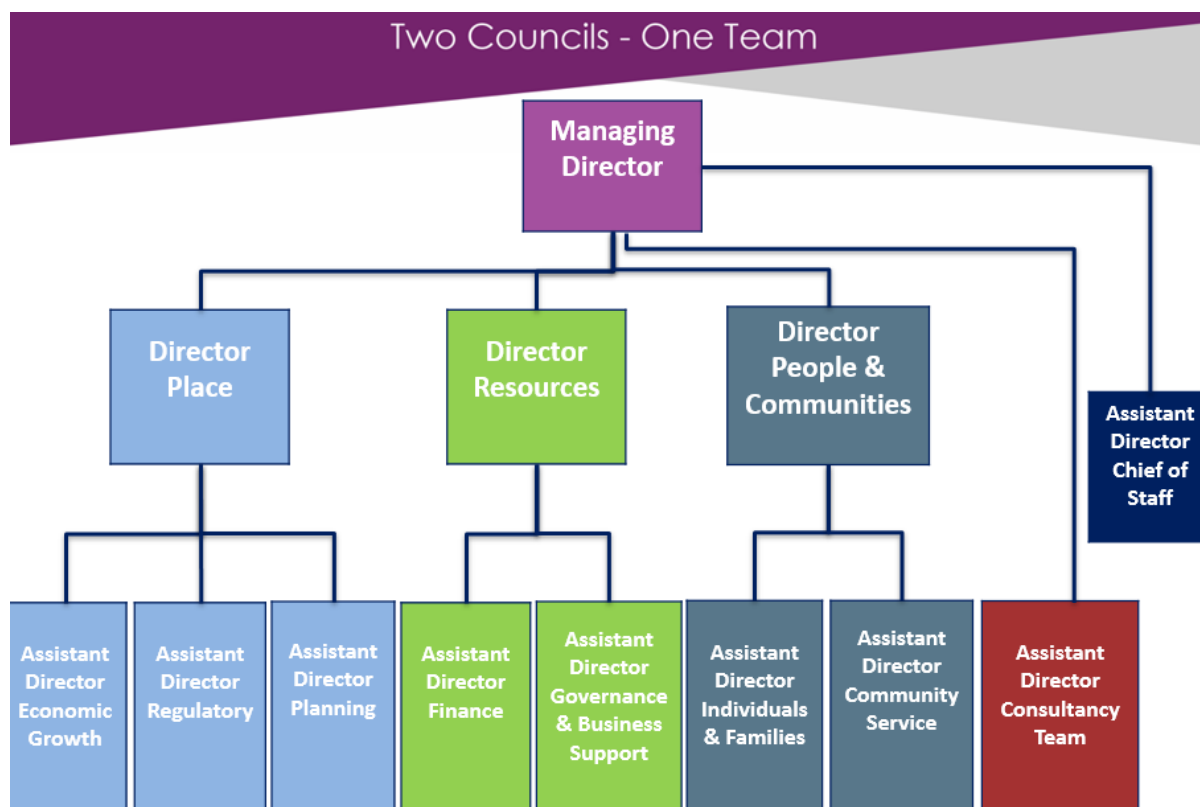 Two Councils - One Team
Managing
Director
Director
Place
Director
Resources
Director
People &
Communities
Assistant
Director
Chief of
Staff
Assistant
Director
Economic
Growth
Assistant
Director
Regulatory
Assistant
Director
Planning
Assistant
Director
Finance
Assistant
Director
Governance
& Business
Support
Assistant
Director
Individuals
& Families
Assistant
Director
Community
Service
Assistant
Director
Consultancy
Team